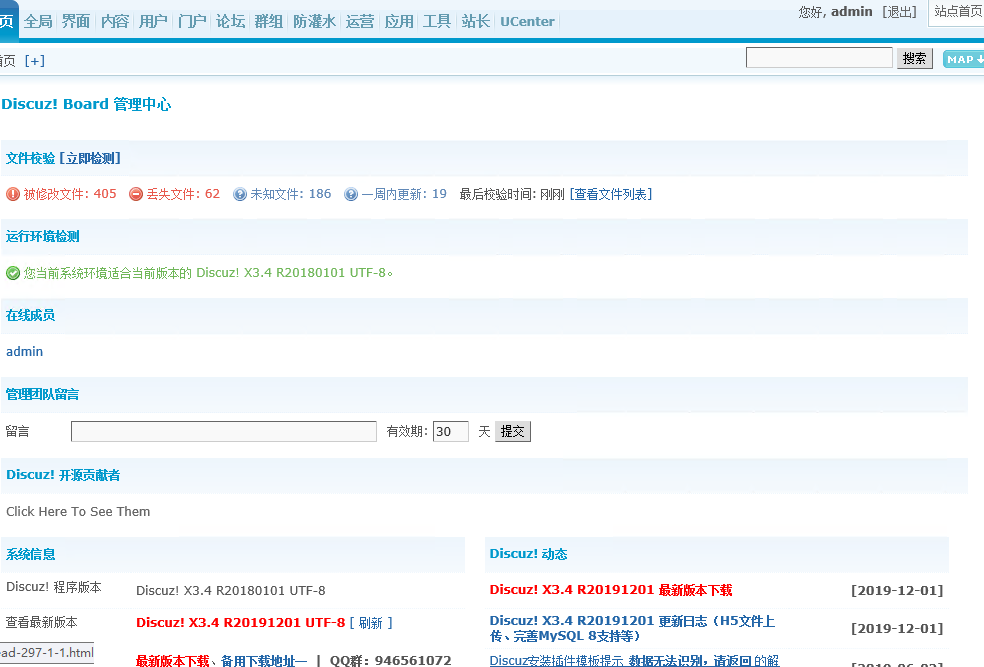 页 全局 界面 内容 用户 门户 论坛 群组 防灌水 运营 应用 工具 站长 UCenter
您好, admin [退出] 站点首页
首页 [+] 搜索 MAP
Discuz! Board 管理中心
文件校验 [立即检测]
被修改文件: 405 丢失文件: 62 未知文件: 186 一周内更新: 19 最后校验时间: 刚刚 [查看文件列表]
运行环境检测
您当前系统环境适合当前版本的 Discuz! X3.4 R20180101 UTF-8。
在线成员
admin
管理团队留言
留言 有效期: 30 天 提交
Discuz! 开源贡献者
Click Here To See Them
系统信息
Discuz! 程序版本 Discuz! X3.4 R20180101 UTF-8
查看最新版本 Discuz! X3.4 R20191201 UTF-8 [ 刷新 ]
ead-297-1-1.html
最新版本下载、备用下载地址一 | QQ群: 946561072
Discuz! 动态
Discuz! X3.4 R20191201 最新版本下载 [2019-12-01]
Discuz! X3.4 R20191201 更新日志（H5文件上
传、完善MySQL 8支持等） [2019-12-01]
Discuz安装插件模板提示 数据无法识别，请返回 的解